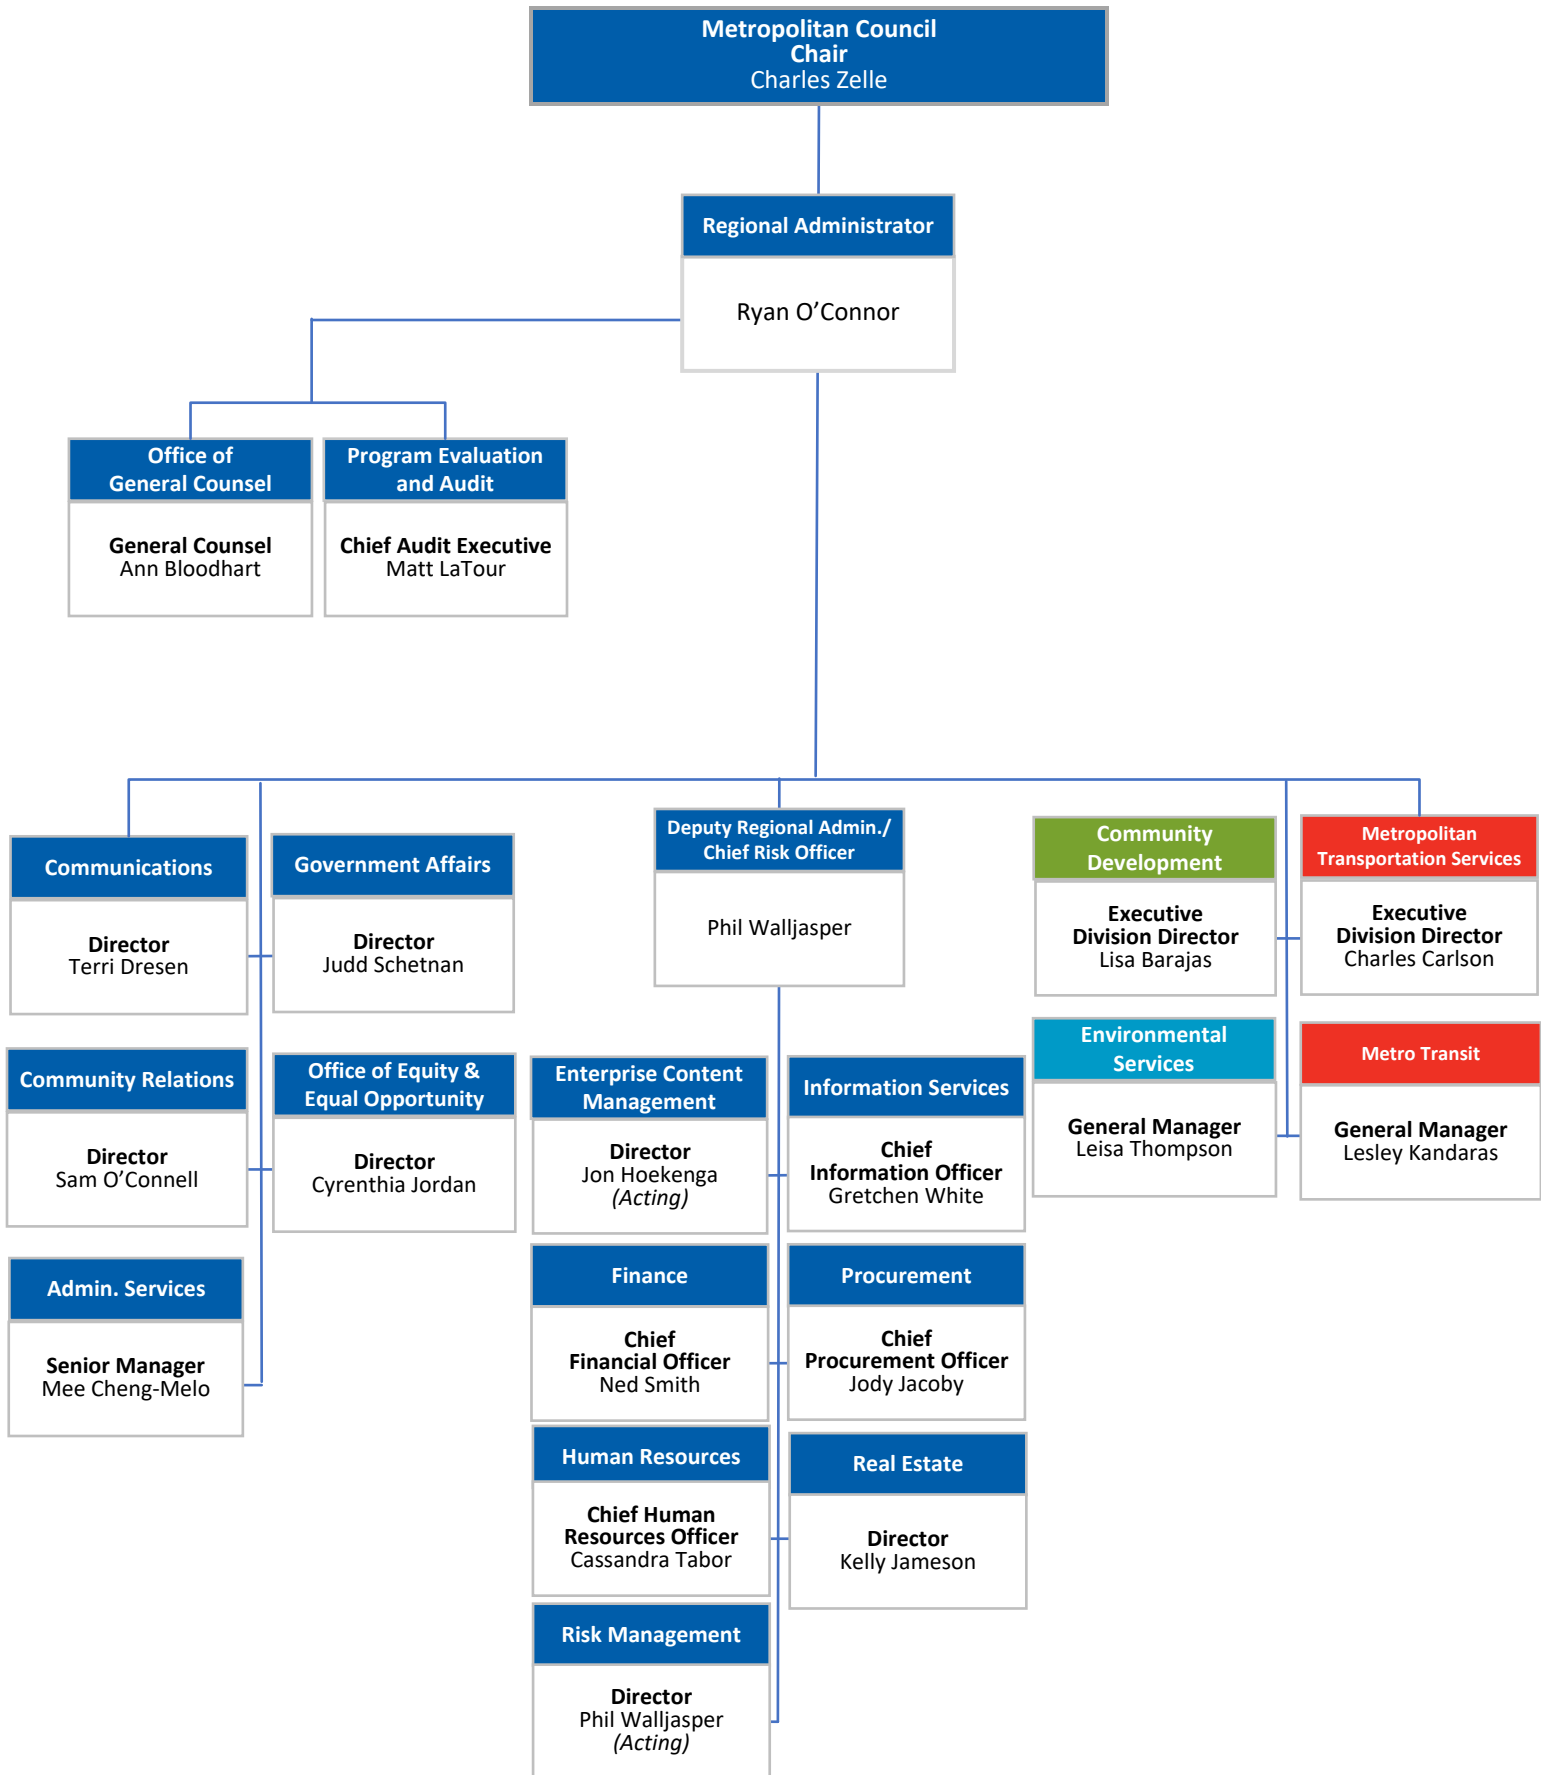 Metropolitan Council
Chair
Charles Zelle
Regional Administrator
Ryan O’Connor
Office of
General Counsel
General Counsel
Ann Bloodhart
Program Evaluation
and Audit
Chief Audit Executive
Matt LaTour
Communications
Director
Terri Dresen
Government Affairs
Director
Judd Schetnan
Community Relations
Director
Sam O’Connell
Office of Equity &
Equal Opportunity
Director
Cyrenthia Jordan
Admin. Services
Senior Manager
Mee Cheng-Melo
Deputy Regional Admin./
Chief Risk Officer
Phil Walljasper
Enterprise Content
Management
Director
Jon Hoekenga
(Acting)
Information Services
Chief
Information Officer
Gretchen White
Finance
Chief
Financial Officer
Ned Smith
Procurement
Chief
Procurement Officer
Jody Jacoby
Human Resources
Chief Human
Resources Officer
Cassandra Tabor
Real Estate
Director
Kelly Jameson
Risk Management
Director
Phil Walljasper
(Acting)
Community
Development
Executive
Division Director
Lisa Barajas
Metropolitan
Transportation Services
Executive
Division Director
Charles Carlson
Environmental
Services
General Manager
Leisa Thompson
Metro Transit
General Manager
Lesley Kandaras